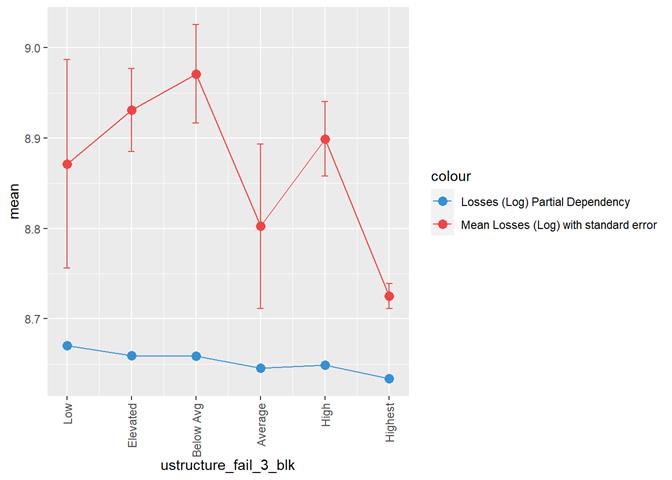 9.0
8.9
8.8
8.7
mean
Low
Elevated
Below Avg
Average
High
Highest
ustructure_fail_3_blk
colour
Losses (Log) Partial Dependency
Mean Losses (Log) with standard error